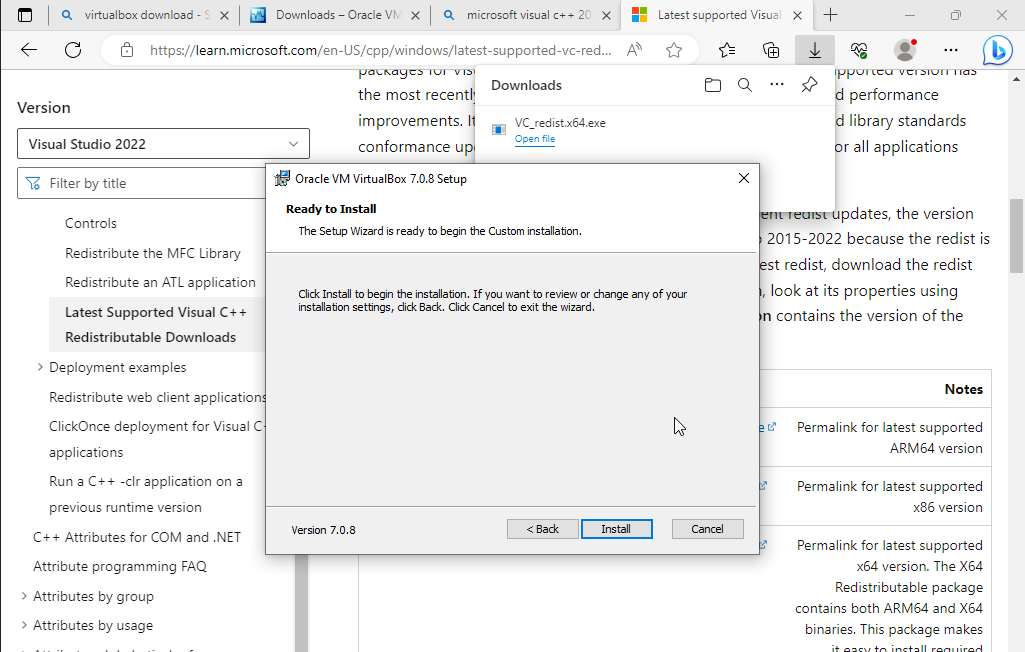 virtualbox download - S
Downloads – Oracle VM
microsoft visual c++ 20
Latest supported Visual
https://learn.microsoft.com/en-US/cpp/windows/latest-supported-vc-red...
Version
Visual Studio 2022
Filter by title
Controls
Redistribute the MFC Library
Redistribute an ATL application
Latest Supported Visual C++
Redistributable Downloads
Deployment examples
Redistribute web client applications
ClickOnce deployment for Visual C
applications
Run a C++ -clr application on a
previous runtime version
C++ Attributes for COM and .NET
Attribute programming FAQ
Attributes by group
Attributes by usage
packages for Vis
the most recently
improvements. It
conformance up
Downloads
VC_redist.x64.exe
Open file
pported version has
d performance
d library standards
or all applications
Oracle VM VirtualBox 7.0.8 Setup
Ready to Install
The Setup Wizard is ready to begin the Custom installation.
Click Install to begin the installation. If you want to review or change any of your
installation settings, click Back. Click Cancel to exit the wizard.
Version 7.0.8
< Back
Install
Cancel
ent redist updates, the version
2015-2022 because the redist is
est redist, download the redist
, look at its properties using
on contains the version of the
Notes
Permalink for latest supported
ARM64 version
Permalink for latest supported
x86 version
Permalink for latest supported
x64 version. The X64
Redistributable package
contains both ARM64 and X64
binaries. This package makes
it easy to install required